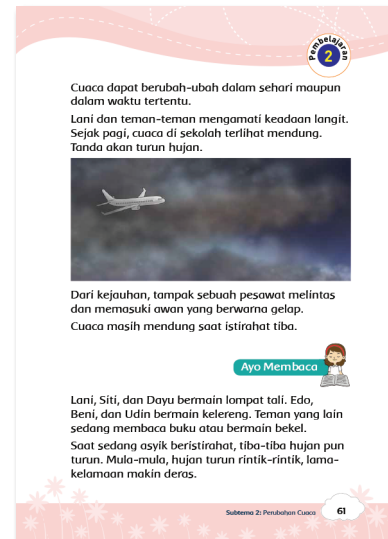 Pembelajaran
2
Cuaca dapat berubah-ubah dalam sehari maupun
dalam waktu tertentu.
Lani dan teman-teman mengamati keadaan langit.
Sejak pagi, cuaca di sekolah terlihat mendung.
Tanda akan turun hujan.
Dari kejauhan, tampak sebuah pesawat melintas
dan memasuki awan yang berwarna gelap.
Cuaca masih mendung saat istirahat tiba.
Ayo Membaca
Lani, Siti, dan Dayu bermain lompat tali. Edo,
Beni, dan Udin bermain kelereng. Teman yang lain
sedang membaca buku atau bermain bekel.
Saat sedang asyik beristirahat, tiba-tiba hujan pun
turun. Mula-mula, hujan turun rintik-rintik, lama-
kelamaan makin deras.
Subtema 2: Perubahan Cuaca
61